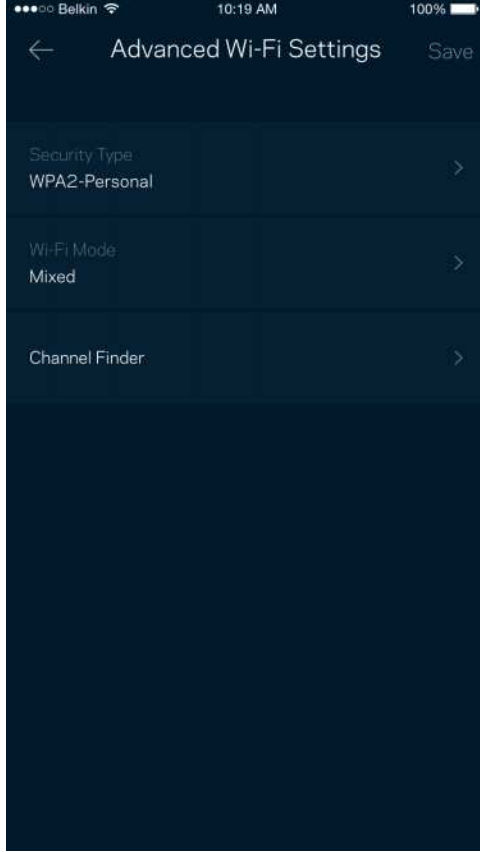 Belkin 10:19 AM 100%
Advanced Wi-Fi Settings Save
Security Type
WPA2-Personal
Wi-Fi Mode
Mixed
Channel Finder